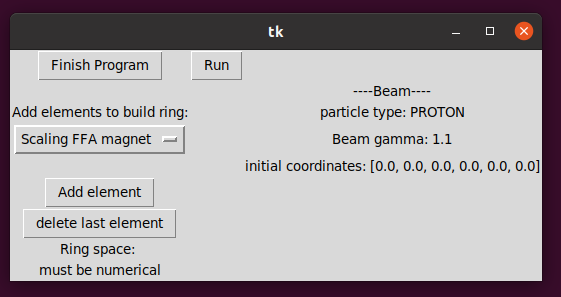 tk
Finish Program
Run
----Beam----
Add elements to build ring:
particle type: PROTON
Scaling FFA magnet
Beam gamma: 1.1
initial coordinates: [0.0, 0.0, 0.0, 0.0, 0.0, 0.0]
Add element
delete last element
Ring space:
must be numerical